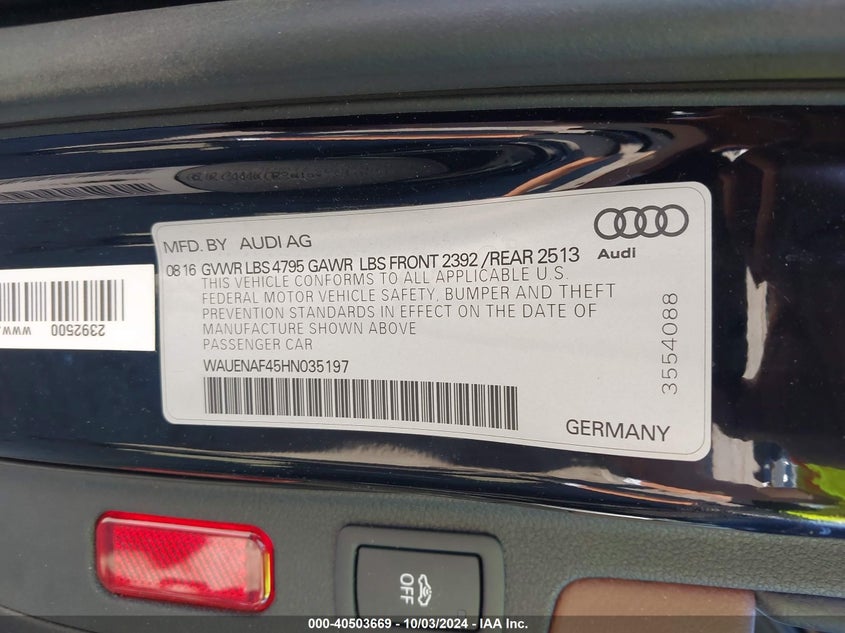 MFD. BY AUDI AG
Audi
08 16 GVWR LBS 4795 GAWR LBS FRONT 2392 /REAR 2513
THIS VEHICLE CONFORMS TO ALL APPLICABLE U.S.
FEDERAL MOTOR VEHICLE SAFETY, BUMPER AND THEFT
PREVENTION STANDARDS IN EFFECT ON THE DATE OF
MANUFACTURE SHOWN ABOVE
PASSENGER CAR
WAUENAF45HN035197
GERMANY
3554088
2392500
www.
OFF
000-40503669 - 10/03/2024 - IAA Inc.